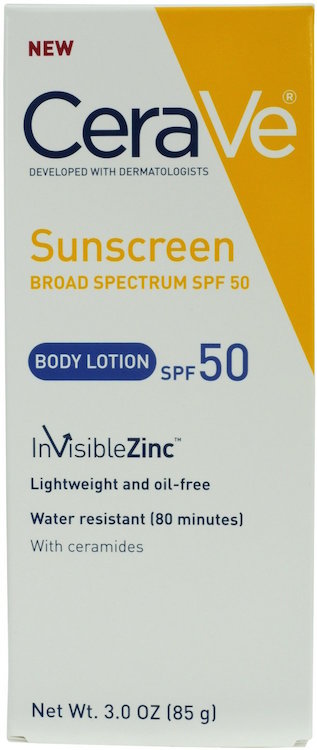 NEW
CeraVe®
DEVELOPED WITH DERMATOLOGISTS
Sunscreen
BROAD SPECTRUM SPF 50
BODY LOTION SPF 50
InVisibleZinc™
Lightweight and oil-free
Water resistant (80 minutes)
With ceramides
Net Wt. 3.0 OZ (85 g)